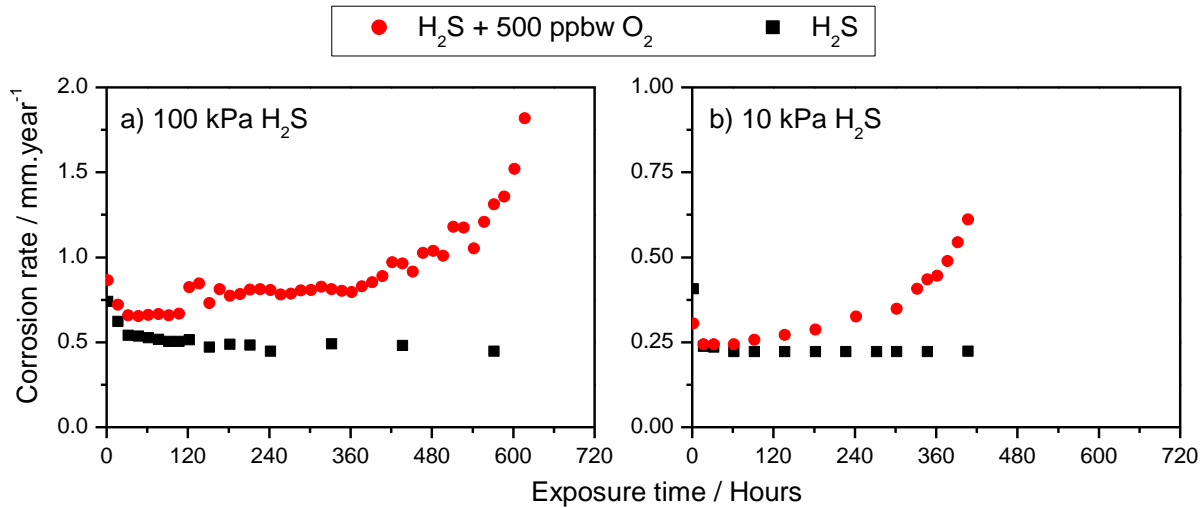 H₂S + 500 ppbw O₂ H₂S
a) 100 kPa H₂S
b) 10 kPa H₂S
Corrosion rate / mm.year⁻¹
2.0
1.5
1.0
0.5
0.0
1.00
0.75
0.50
0.25
0.00
0 120 240 360 480 600 720
0 120 240 360 480 600 720
Exposure time / Hours